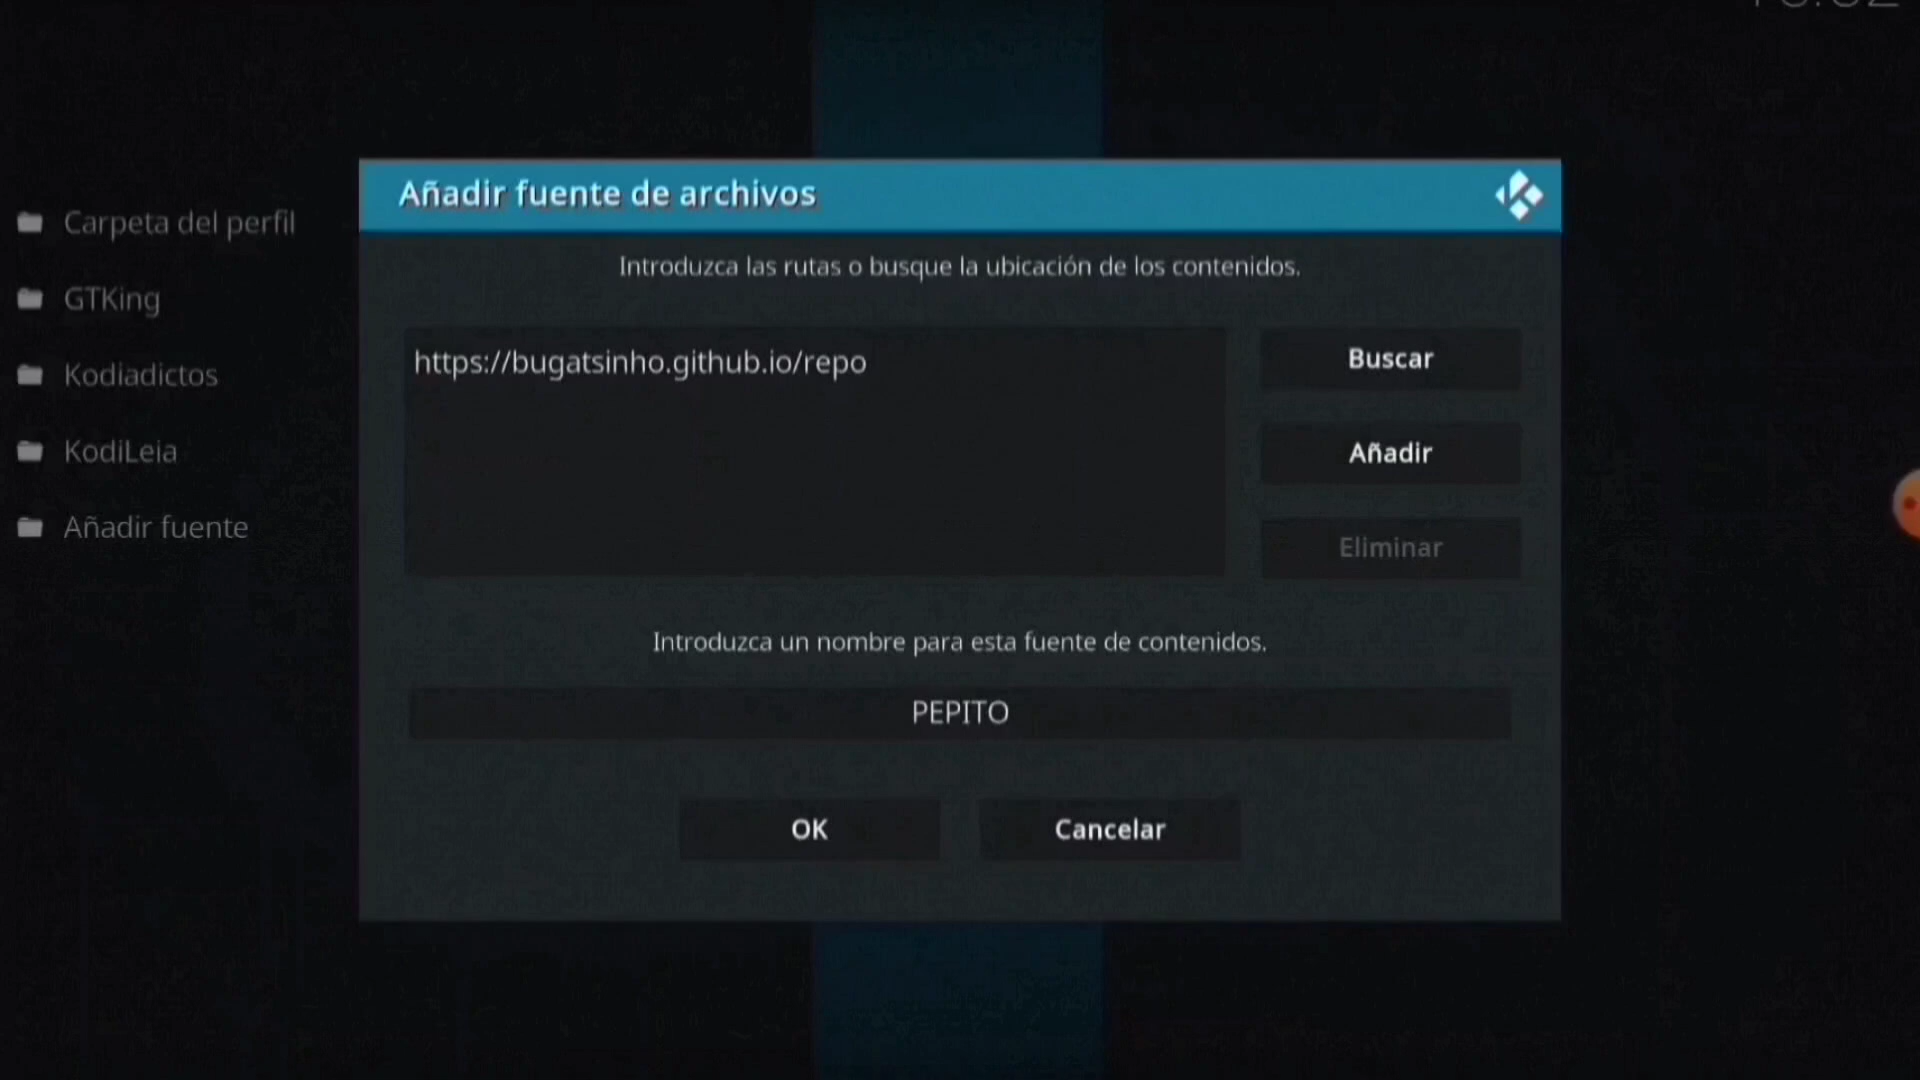 Añadir fuente de archivos
Carpeta del perfil
GTKing
Kodiadictos
KodiLeia
Añadir fuente
Introduzca las rutas o busque la ubicación de los contenidos.
https://bugatsinho.github.io/repo
Buscar
Añadir
Eliminar
Introduzca un nombre para esta fuente de contenidos.
PEPITO
OK
Cancelar